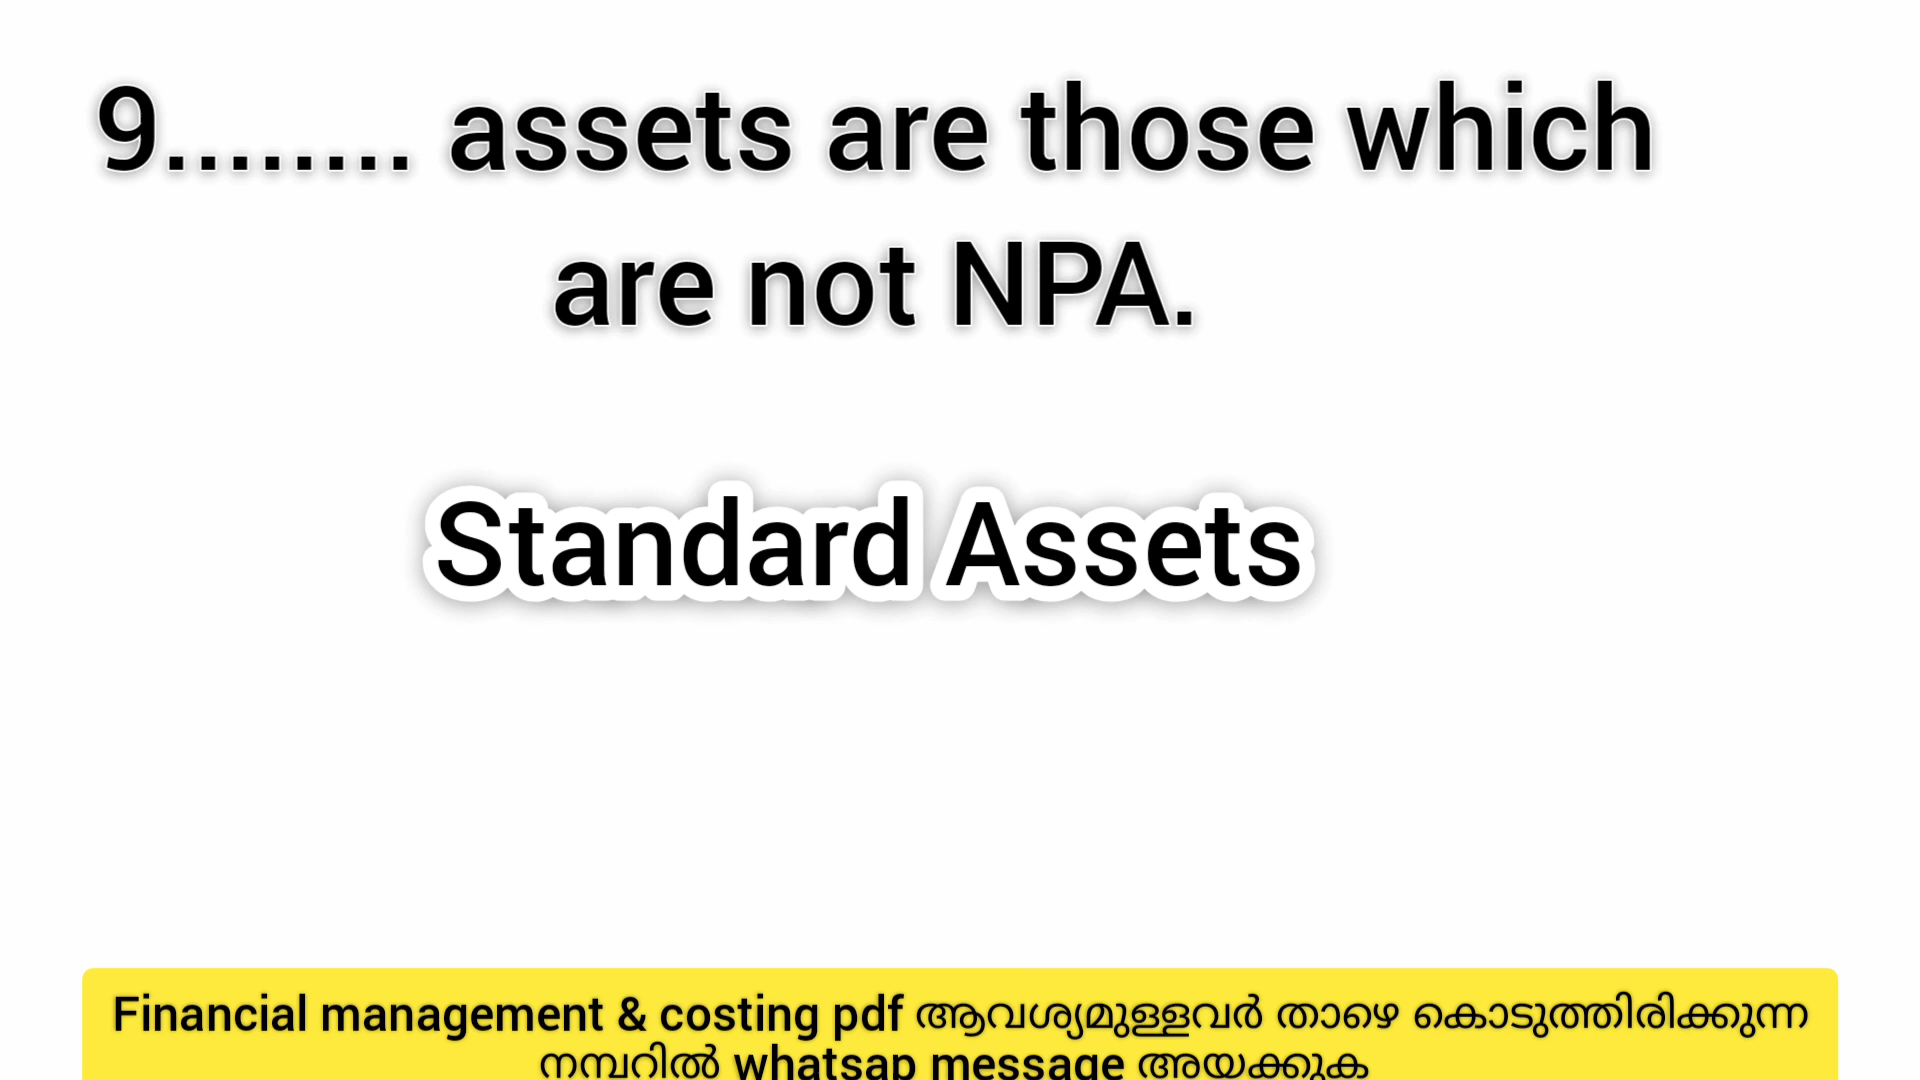 9........ assets are those which
are not NPA.
Standard Assets
Financial management & costing pdf ആവശ്യമുള്ളവർ താഴെ കൊടുത്തിരിക്കുന്ന
നമ്പറിൽ whatsap message അയക്കുക